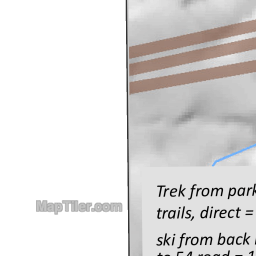 MapTiler.com
Trek from park
trails, direct =
ski from back
to 54 road = 1